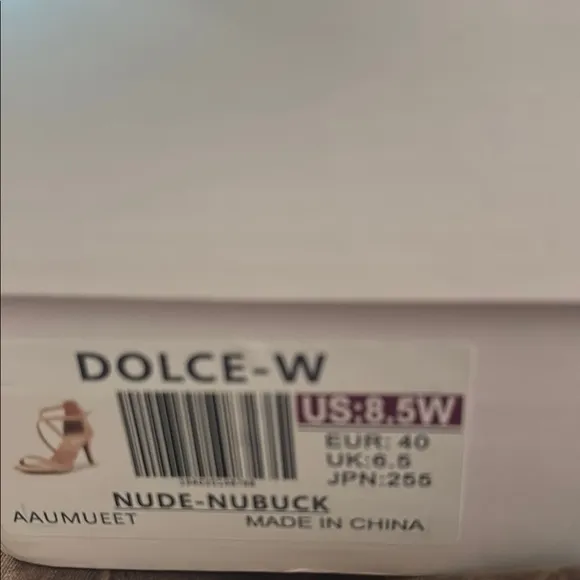 DOLCE-W
US:8.5W
EUR: 40
UK:6.5
JPN:255
NUDE-NUBUCK
AAUMUEET
MADE IN CHINA